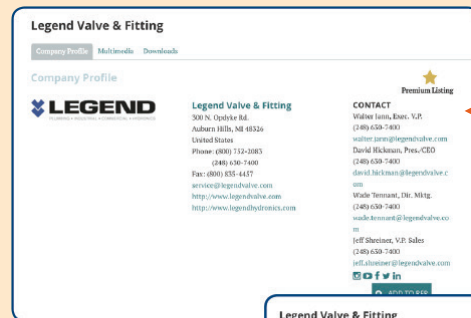 Legend Valve & Fitting
Company Profile Multimedia Downloads
Company Profile
Premium Listing
LEGEND
Legend Valve & Fitting
300 N. Opdyke Rd.
Auburn Hills, MI 48326
United States
Phone: (800) 752-2083
(248) 630-7400
Fax: (800) 835-4457
service@legendvalve.com
http://www.legendvalve.com
http://www.legendhydronics.com
CONTACT
Walter Jann, Exec. V.P.
(248) 630-7400
walter.jann@legendvalve.com
David Hickman, Pres./CEO
(248) 630-7400
david.hickman@legendvalve.c
om
Wade Tennant, Dir. Mktg.
(248) 630-7400
wade.tennant@legendvalve.co
m
Jeff Shreiner, V.P. Sales
(248) 630-7400
jeff.shreiner@legendvalve.com
Legend Valve & Fitting